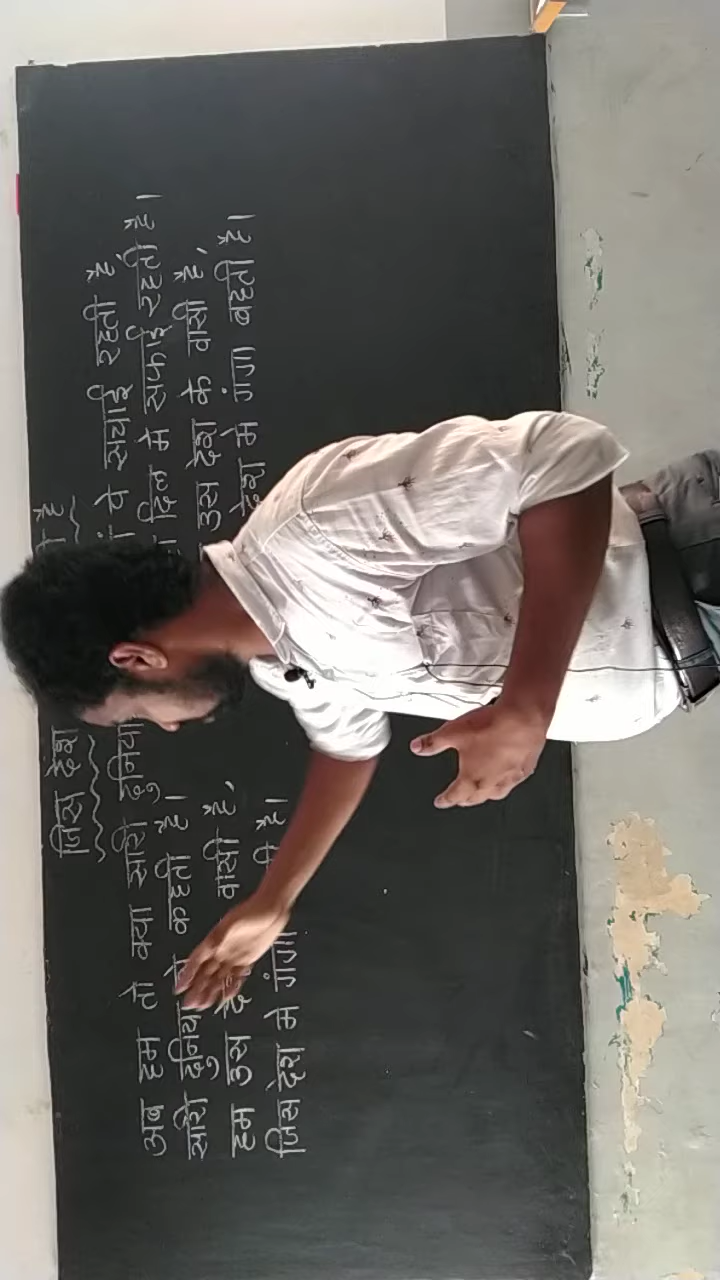 जिस देश है
अब हम तो क्या सारी दुनिया
सारी दुनिया कहती है।
हम उस वासी है,
जिस देश मे गंगा है।
पे सचाई रहती है,
दिल मे सफाई रहती है।
उस देश के वासी है,
देश मे गंगा बहती है।